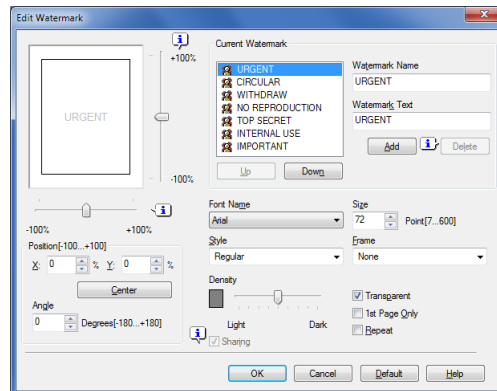 Edit Watermark
x
+100%
URGENT
-100%
-100% +100%
Position[-100...+100]
X: 0 % Y: 0 %
Center
Angle
0 Degrees[-180...+180]
Current Watermark
URGENT
CIRCULAR
WITHDRAW
NO REPRODUCTION
TOP SECRET
INTERNAL USE
IMPORTANT
Up Down
Watermark Name
URGENT
Watermark Text
URGENT
Add Delete
Font Name
Arial
Size
72 Point[7...600]
Style
Regular
Frame
None
Density
Light Dark
Sharing
Transparent
1st Page Only
Repeat
OK Cancel Default Help